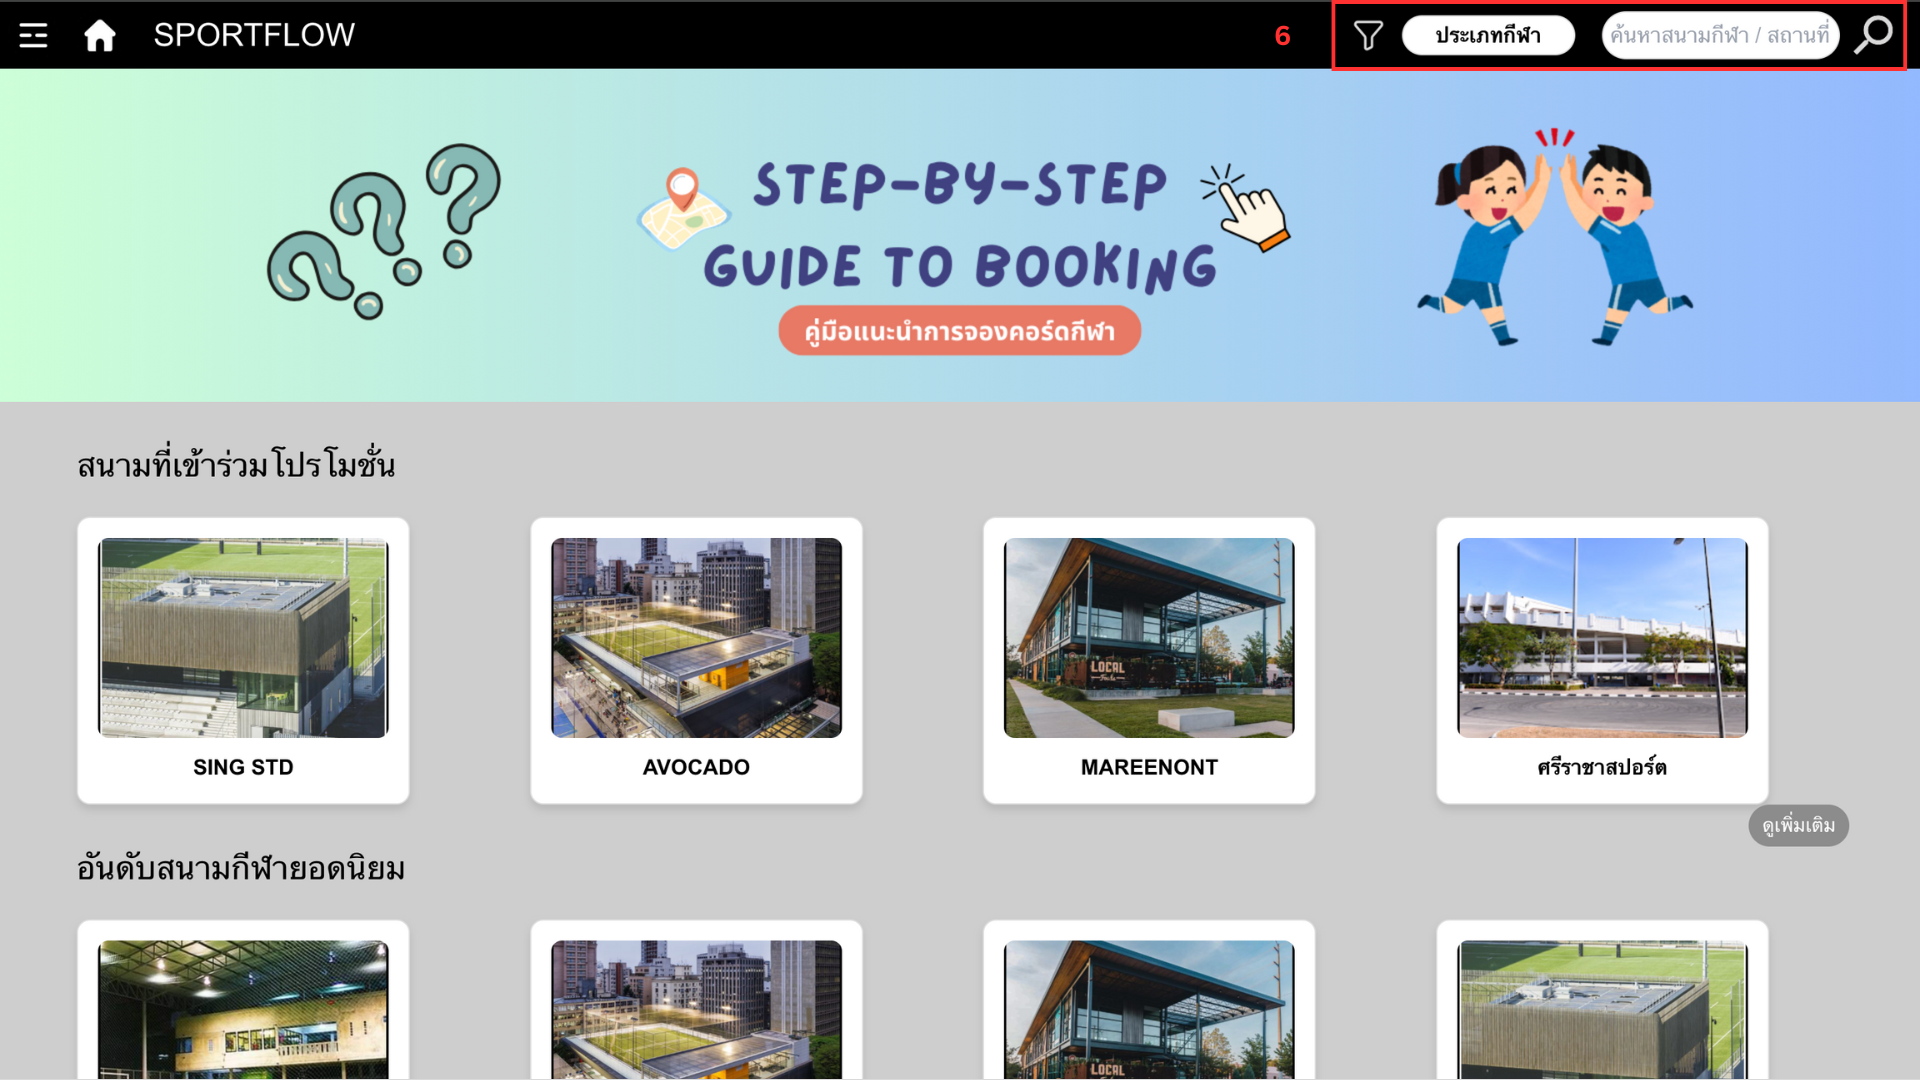 SPORTFLOW
6
ประเภทกีฬา
ค้นหาสนามกีฬา / สถานที่
STEP-BY-STEP
GUIDE TO BOOKING
คู่มือแนะนำการจองคอร์ดกีฬา
สนามที่เข้าร่วมโปรโมชั่น
LOCAL
SING STD
AVOCADO
MAREENONT
ศรีราชาสปอร์ต
ดูเพิ่มเติม
อันดับสนามกีฬายอดนิยม
LOCAL